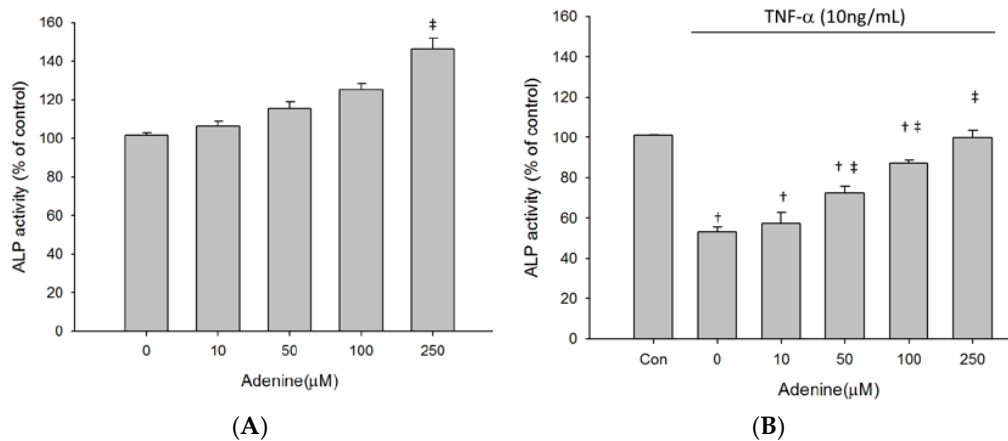 160
140
120
100
80
60
40
20
0
ALP activity (% of control)
‡
0 10 50 100 250
Adenine(μM)
(A)
TNF-α (10ng/mL)
160
140
120
100
80
60
40
20
0
ALP activity (% of control)
†
†
† ‡
† ‡
‡
Con 0 10 50 100 250
Adenine(μM)
(B)